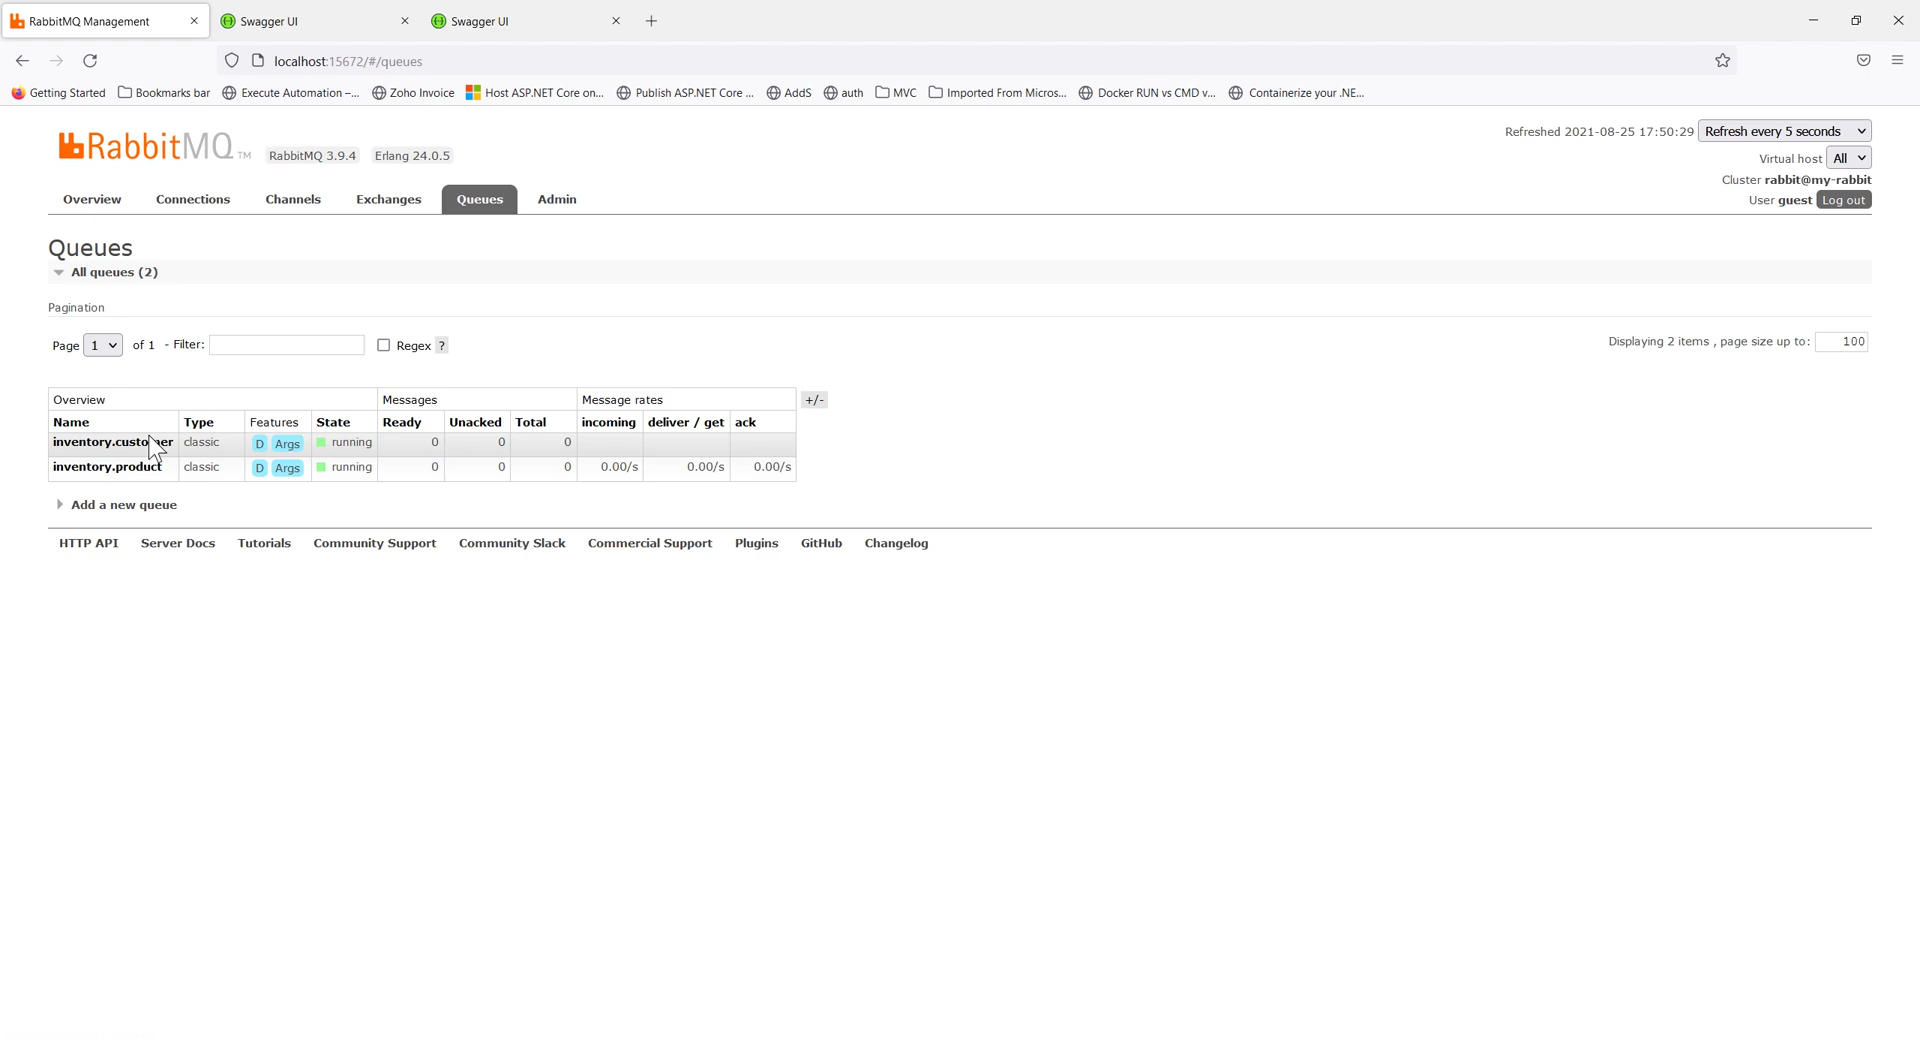 RabbitMQ Management
Swagger UI
Swagger UI
localhost:15672/#/queues
Getting Started
Bookmarks bar
Execute Automation –...
Zoho Invoice
Host ASP.NET Core on...
Publish ASP.NET Core ...
AddS
auth
MVC
Imported From Micros...
Docker RUN vs CMD v...
Containerize your .NE...
RabbitMQ TM
RabbitMQ 3.9.4
Erlang 24.0.5
Refreshed 2021-08-25 17:50:29 Refresh every 5 seconds
Virtual host All
Cluster rabbit@my-rabbit
User guest Log out
Overview Connections Channels Exchanges Queues Admin
Queues
All queues (2)
Pagination
Page 1 of 1 - Filter: Regex ?
Displaying 2 items , page size up to: 100
Overview Messages Message rates +/-
Name Type Features State Ready Unacked Total incoming deliver / get ack
inventory.customer classic D Args running 0 0 0
inventory.product classic D Args running 0 0 0 0.00/s 0.00/s 0.00/s
Add a new queue
HTTP API Server Docs Tutorials Community Support Community Slack Commercial Support Plugins GitHub Changelog